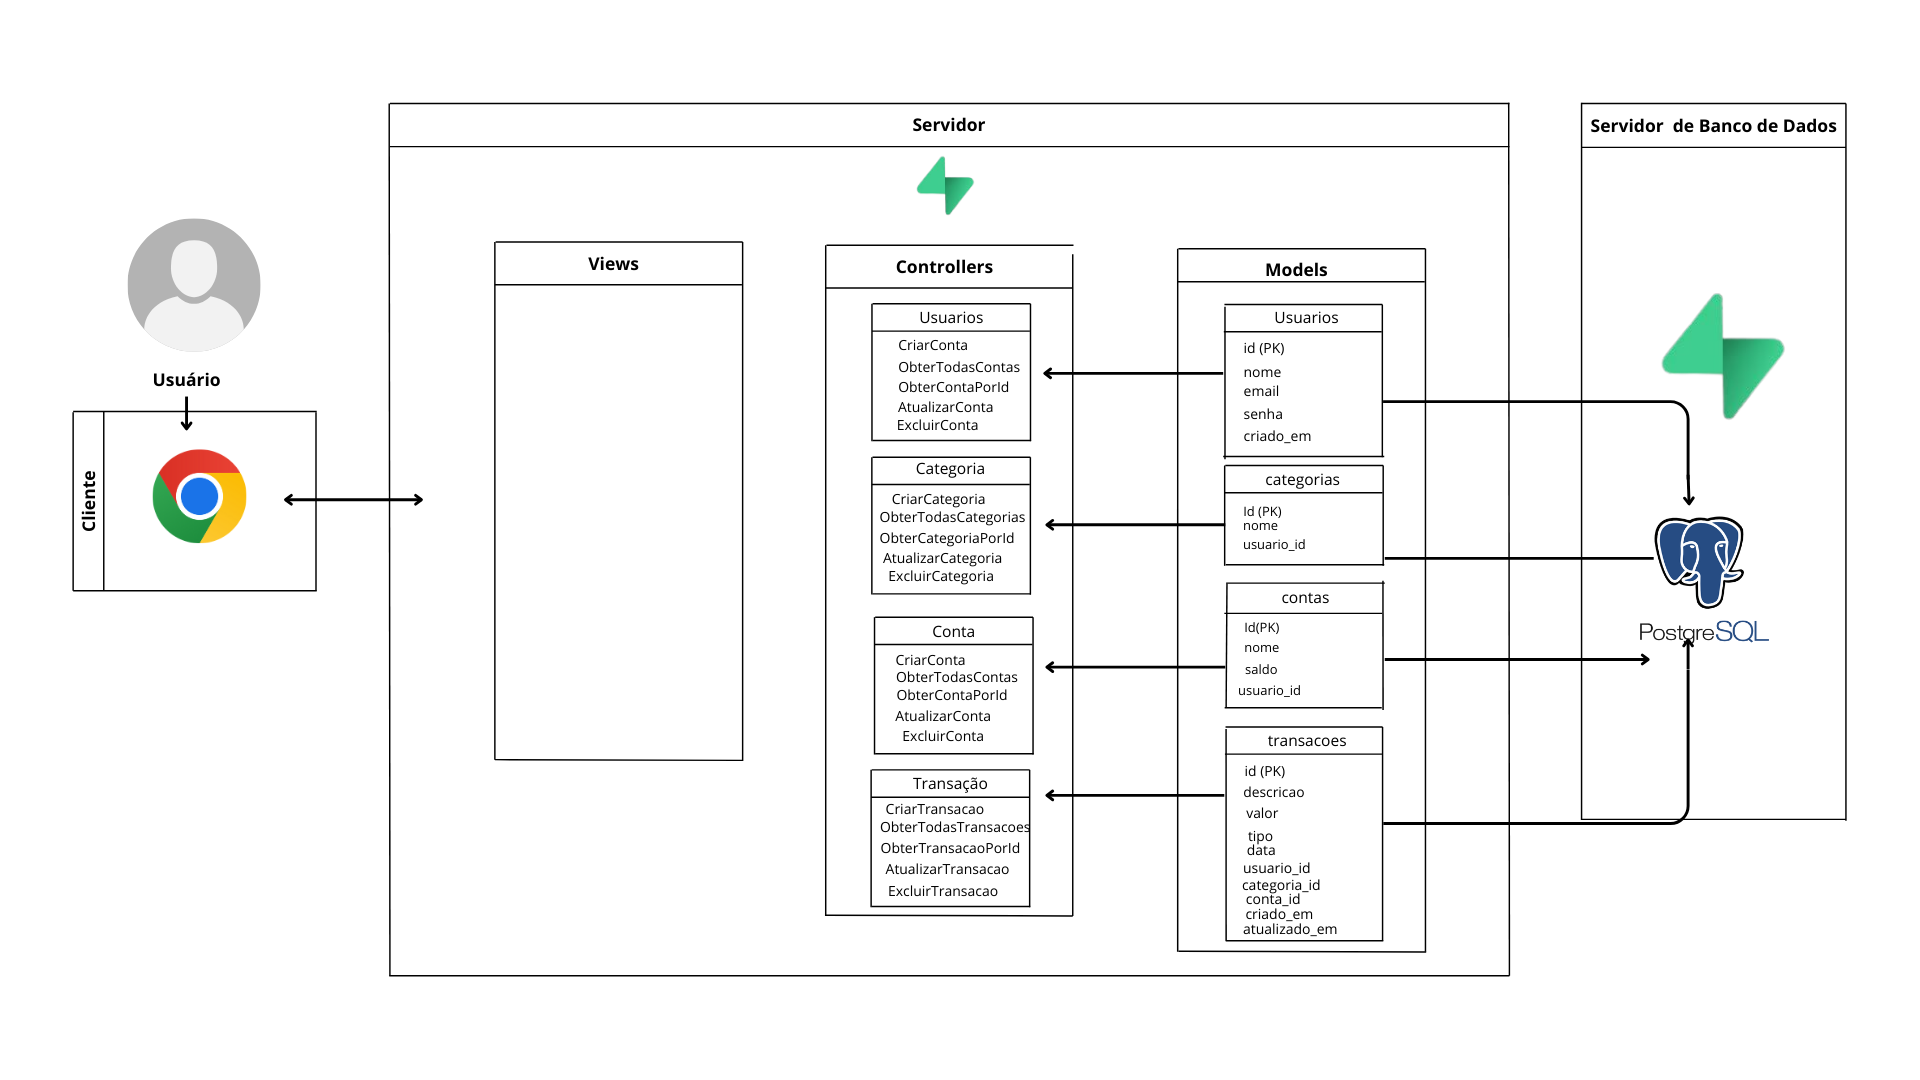 Usuário
Cliente
Servidor
Views
Controllers
Usuarios
CriarConta
ObterTodasContas
ObterContaPorId
AtualizarConta
ExcluirConta
Categoria
CriarCategoria
ObterTodasCategorias
ObterCategoriaPorId
AtualizarCategoria
ExcluirCategoria
Conta
CriarConta
ObterTodasContas
ObterContaPorId
AtualizarConta
ExcluirConta
Transação
CriarTransacao
ObterTodasTransacoes
ObterTransacaoPorId
AtualizarTransacao
ExcluirTransacao
Models
Usuarios
id (PK)
nome
email
senha
criado_em
categorias
Id (PK)
nome
usuario_id
contas
Id(PK)
nome
saldo
usuario_id
transacoes
id (PK)
descricao
valor
tipo
data
usuario_id
categoria_id
conta_id
criado_em
atualizado_em
Servidor de Banco de Dados
PostgreSQL